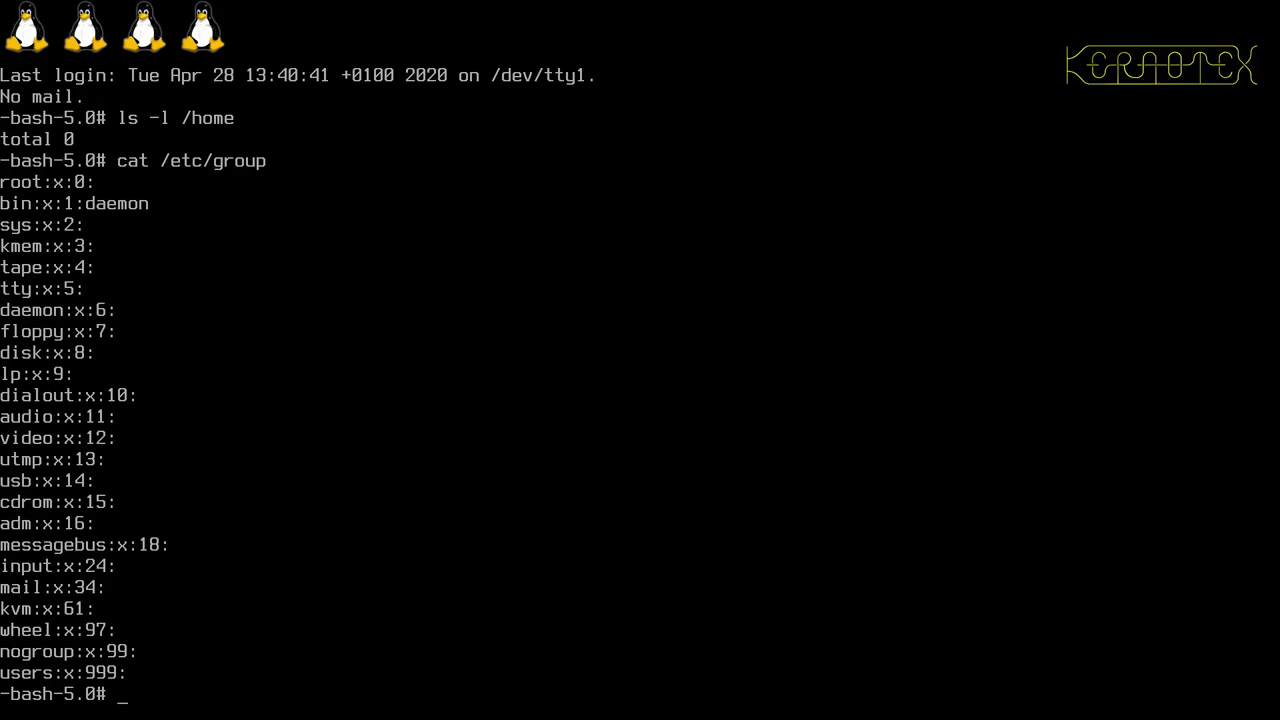 Last login: Tue Apr 28 13:40:41 +0100 2020 on /dev/tty1.
KERNOTEX
No mail.
-bash-5.0# ls -l /home
total 0
-bash-5.0# cat /etc/group
root:x:0:
bin:x:1:daemon
sys:x:2:
kmem:x:3:
tape:x:4:
tty:x:5:
daemon:x:6:
floppy:x:7:
disk:x:8:
lp:x:9:
dialout:x:10:
audio:x:11:
video:x:12:
utmp:x:13:
usb:x:14:
cdrom:x:15:
adm:x:16:
messagebus:x:18:
input:x:24:
mail:x:34:
kvm:x:61:
wheel:x:97:
nogroup:x:99:
users:x:999:
-bash-5.0# _